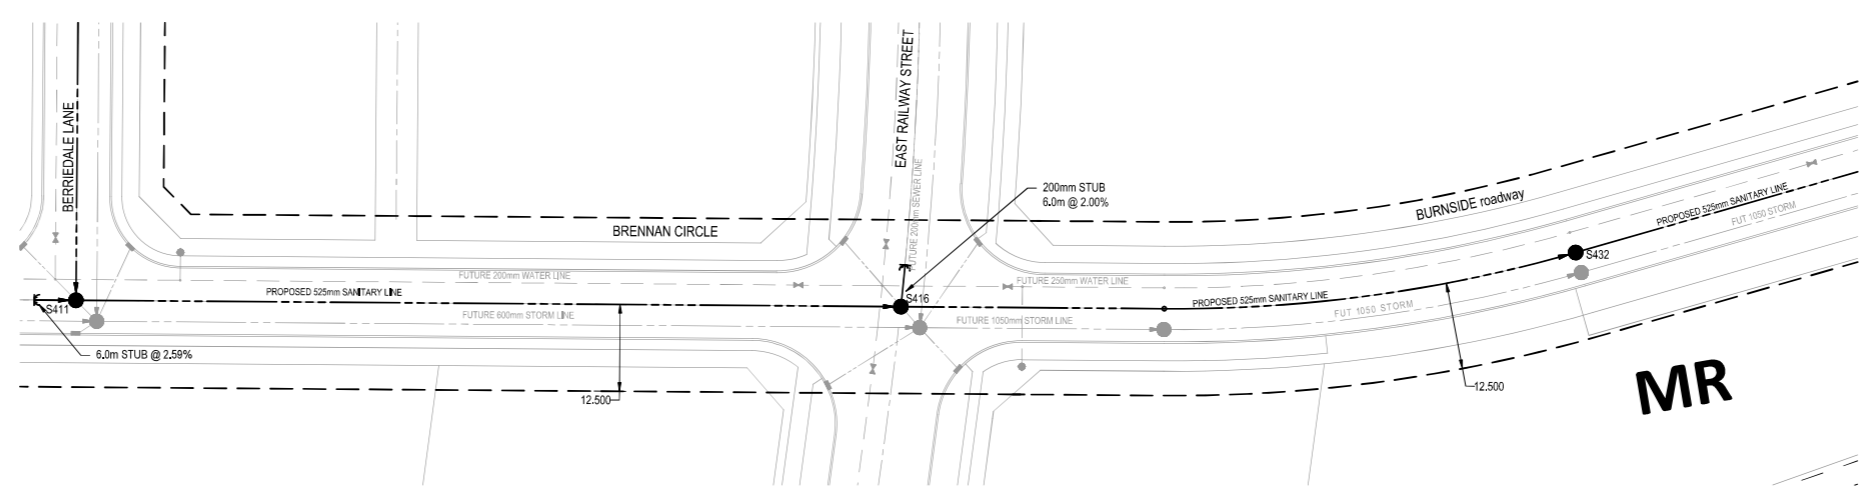 BERRIEDALE LANE
EAST RAILWAY STREET
FUTURE 200mm SEWER LINE
200mm STUB
6.0m @ 2.00%
BURNSIDE roadway
PROPOSED 525mm SANITARY LINE
FUT 1050 STORM
BRENNAN CIRCLE
S432
FUTURE 200mm WATER LINE
FUTURE 250mm WATER LINE
PROPOSED 525mm SANITARY LINE
S416
PROPOSED 525mm SANITARY LINE
S411
FUTURE 600mm STORM LINE
FUTURE 1050mm STORM LINE
FUT 1050 STORM
6.0m STUB @ 2.59%
12.500
12.500
MR